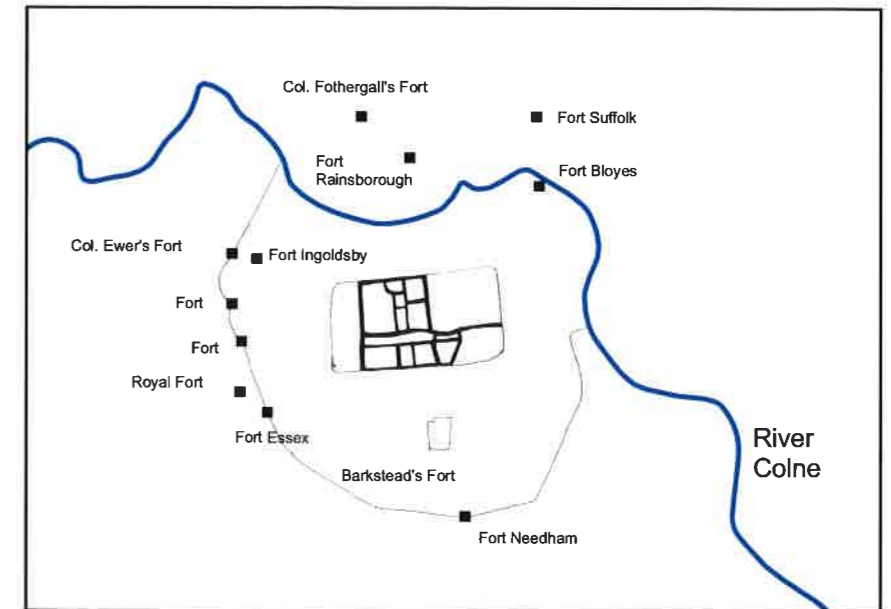 Col. Fothergall's Fort
Fort Suffolk
Fort
Rainsborough
Fort Bloyes
Col. Ewer's Fort
Fort Ingoldsby
Fort
Fort
Royal Fort
Fort Essex
River
Colne
Barkstead's Fort
Fort Needham